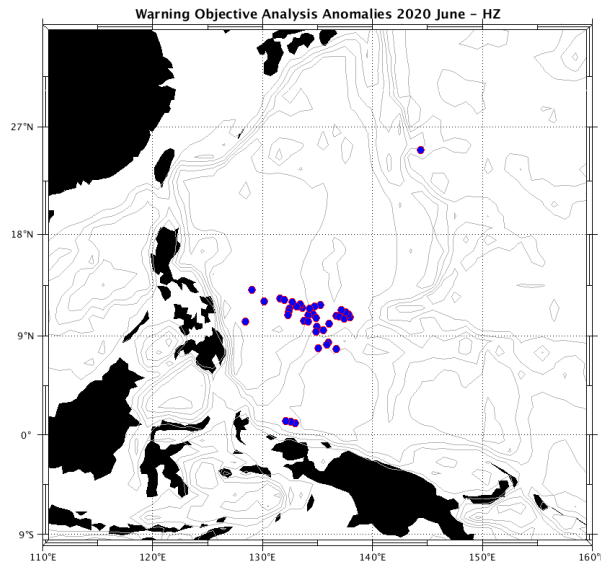 Warning Objective Analysis Anomalies 2020 June – HZ
27°N
18°N
9°N
0°
9°S
110°E 120°E 130°E 140°E 150°E 160°E